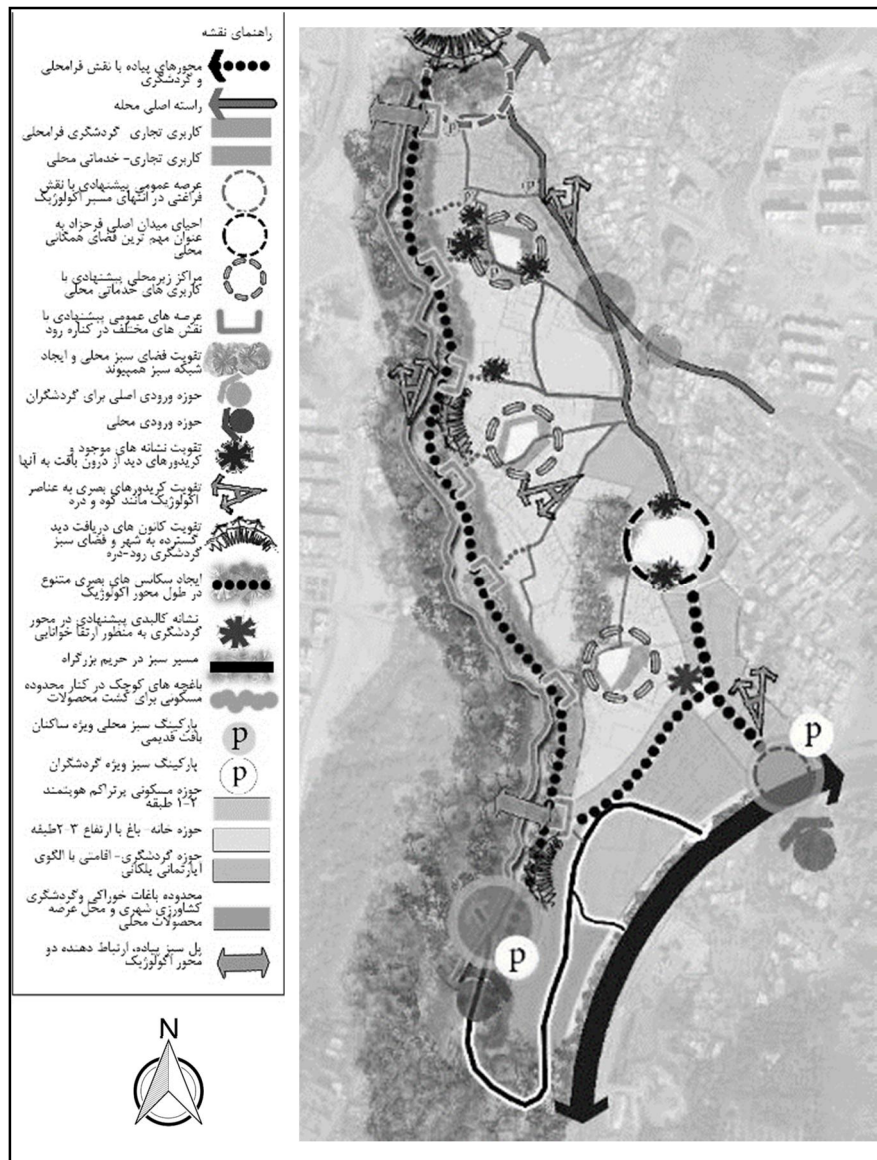 راهنمای نقشه
محورهای پیاده با نقش فرامحلی
و گردشگری
راسته اصلی محله
کاربری تجاری- گردشگری فرامحلی
کاربری تجاری- خدماتی محلی
عرصه عمومی پیشنهادی با نقش
فراغتی در انتهای مسیر اکولوژیک
احیای میدان اصلی فرحزاد به
عنوان مهم ترین فضای همگانی
محلی
مراکز زیرمحلی پیشنهادی با
کاربری های خدماتی محلی
عرصه های عمومی پیشنهادی با
نقش های مختلف در کناره رود
تقویت فضای سبز محلی و ایجاد
شبکه سبز همپیوند
حوزه ورودی اصلی برای گردشگران
حوزه ورودی محلی
تقویت نشانه های موجود و
کریدورهای دید از درون بافت به آنها
تقویت کریدورهای بصری به عناصر
اکولوژیک مانند کوه و دره
تقویت کانون های دریافت دید
گسترده به شهر و فضای سبز
گردشگری رود-دره
ایجاد سکانس های بصری متنوع
در طول محور اکولوژیک
نشانه کالبدی پیشنهادی در محور
گردشگری به منظور ارتقا خوانایی
مسیر سبز در حریم بزرگراه
باغچه های کوچک در کنار محدوده
مسکونی برای کشت محصولات
پارکینگ سبز محلی ویژه ساکنان
بافت قدیمی
p
پارکینگ سبز ویژه گردشگران
p
حوزه مسکونی پرتراکم هویتمند
۱-۲ طبقه
حوزه خانه- باغ با ارتفاع ۳-۲طبقه
حوزه گردشگری- اقامتی با الگوی
آپارتمانی پلکانی
محدوده باغات خوراکی وگردشگری
کشاورزی شهری و محل عرضه
محصولات محلی
پل سبز پیاده، ارتباط دهنده دو
محور اکولوژیک
N
p
p
p
p